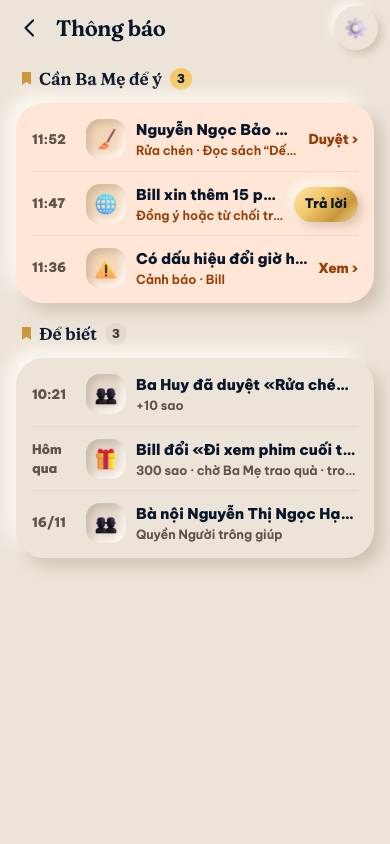 Thông báo
Cần Ba Mẹ để ý 3
11:52
Nguyễn Ngọc Bảo ...
Rửa chén · Đọc sách “Dế...
Duyệt ›
11:47
Bill xin thêm 15 p...
Đồng ý hoặc từ chối tr...
Trả lời
11:36
Có dấu hiệu đổi giờ h...
Cảnh báo · Bill
Xem ›
Để biết 3
10:21
Ba Huy đã duyệt «Rửa ché...
+10 sao
Hôm qua
Bill đổi «Đi xem phim cuối t...
300 sao · chờ Ba Mẹ trao quà · tro...
16/11
Bà nội Nguyễn Thị Ngọc Hạ...
Quyền Người trông giúp